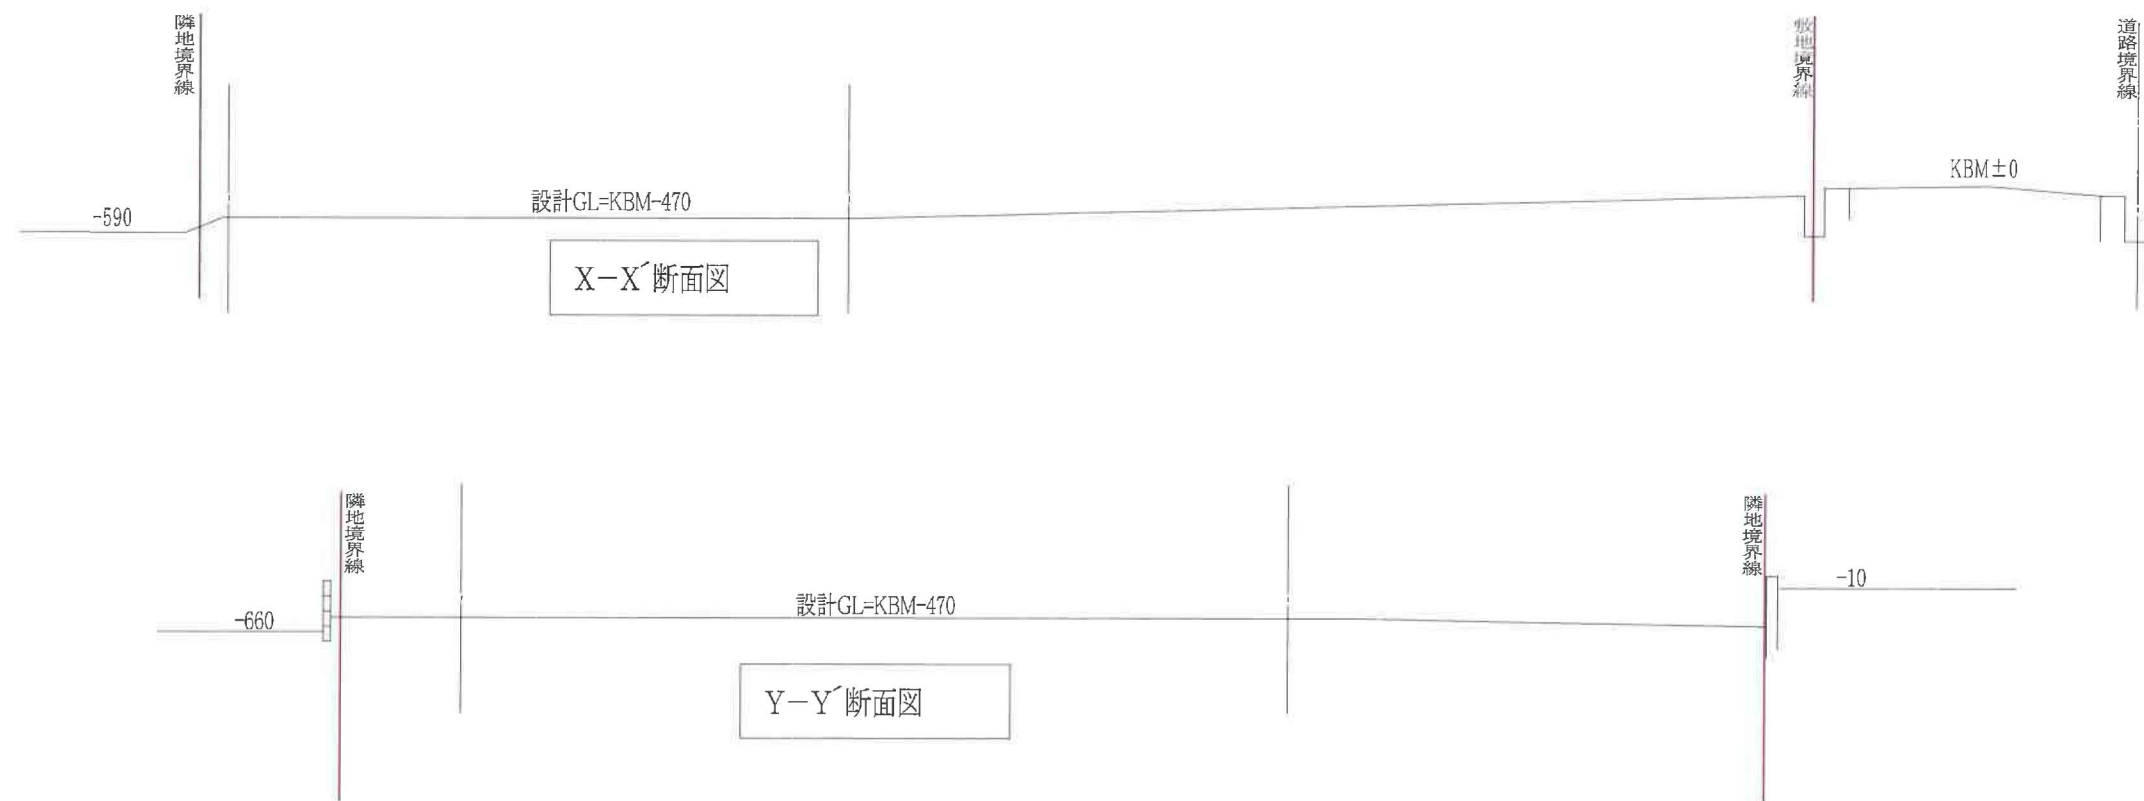 隣地境界線
敷地境界線
道路境界線
KBM±0
設計GL=KBM-470
-590
X-X´断面図
隣地境界線
隣地境界線
-10
設計GL=KBM-470
-660
Y-Y´断面図